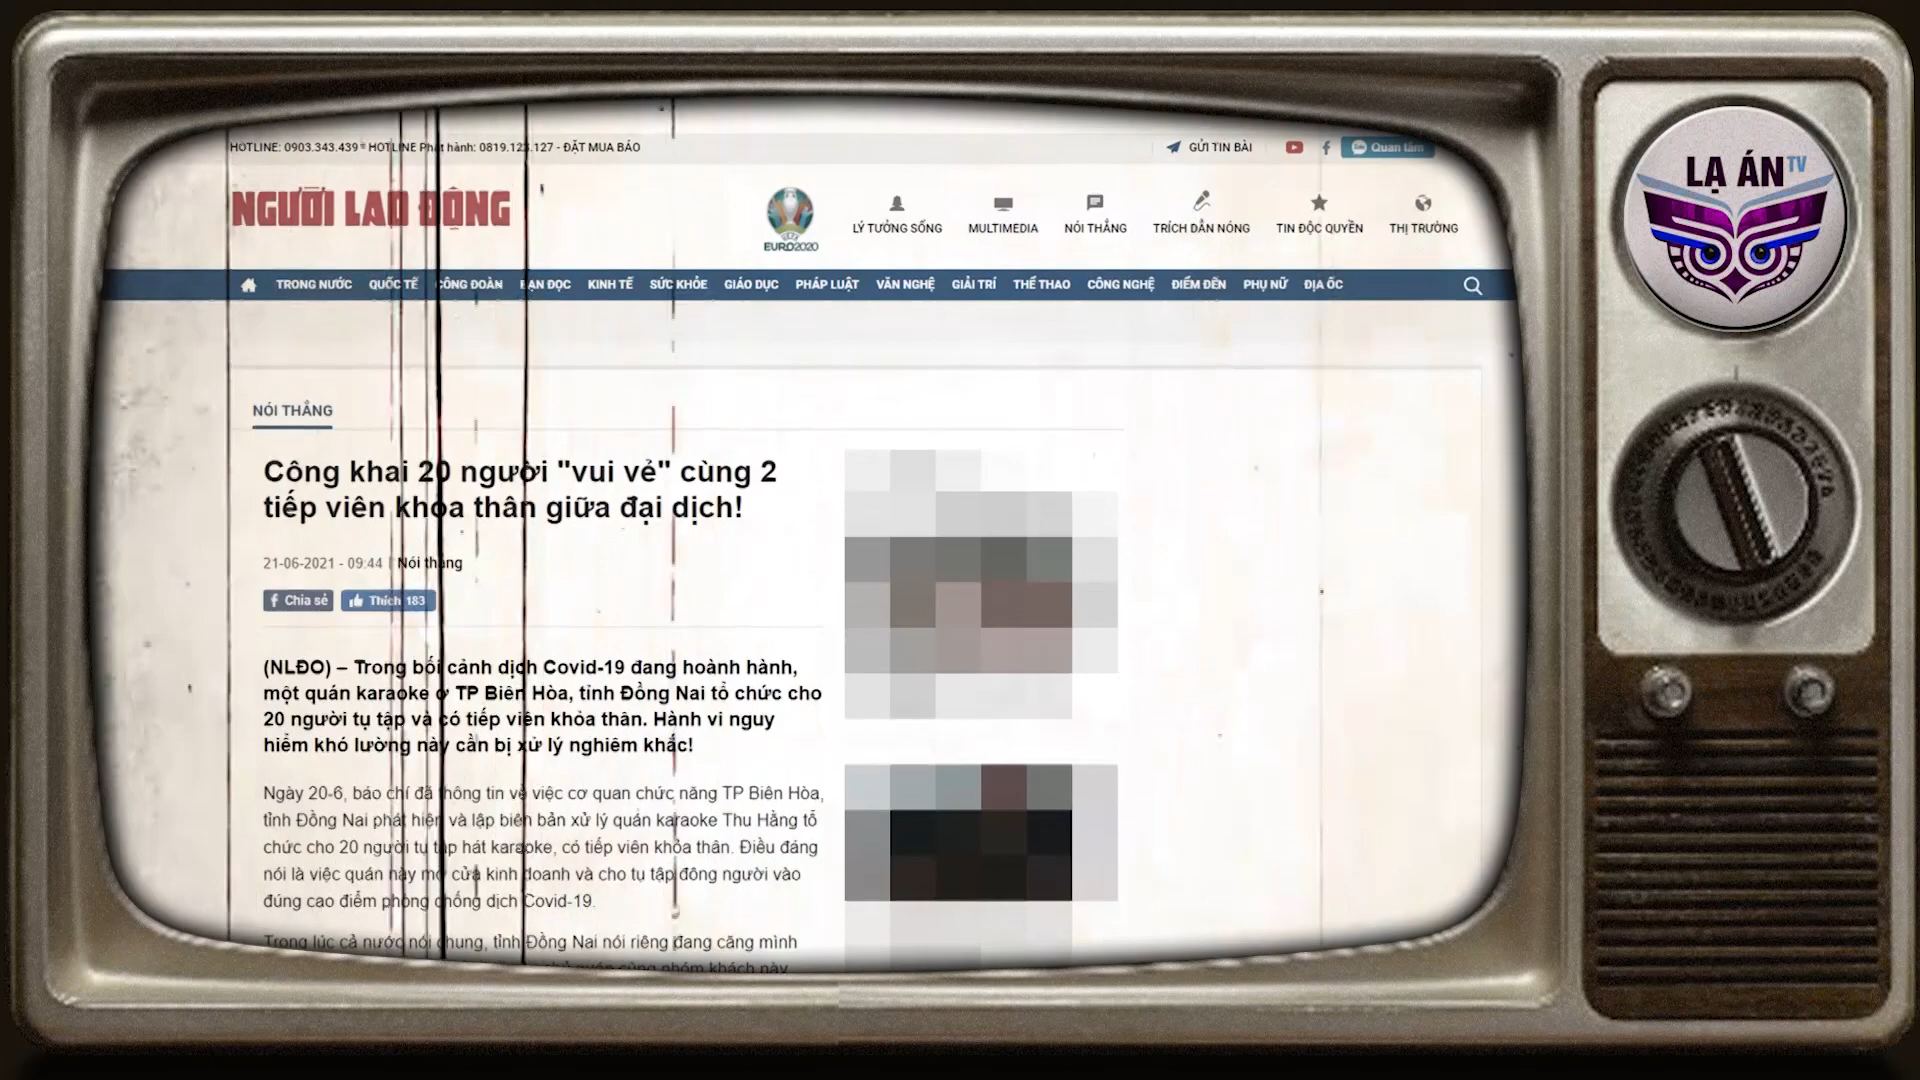 HOTLINE: 0903.343.439 * HOTLINE Phát hành: 0819.123.127 - ĐẶT MUA BÁO
GỬI TIN BÀI
Quan tâm
NGƯỜI LAO ĐỘNG
EURO2020
LÝ TƯỞNG SỐNG
MULTIMEDIA
NÓI THẲNG
TRÍCH DẪN NÓNG
TIN ĐỘC QUYỀN
THỊ TRƯỜNG
LẠ ÁN TV
TRONG NƯỚC QUỐC TẾ CÔNG ĐOÀN BẠN ĐỌC KINH TẾ SỨC KHỎE GIÁO DỤC PHÁP LUẬT VĂN NGHỆ GIẢI TRÍ THỂ THAO CÔNG NGHỆ ĐIỂM ĐẾN PHỤ NỮ ĐỊA ỐC
NÓI THẲNG
Công khai 20 người "vui vẻ" cùng 2
tiếp viên khỏa thân giữa đại dịch!
21-06-2021 - 09:44 | Nói thẳng
Chia sẻ
Thích 183
(NLĐO) – Trong bối cảnh dịch Covid-19 đang hoành hành,
một quán karaoke ở TP Biên Hòa, tỉnh Đồng Nai tổ chức cho
20 người tụ tập và có tiếp viên khỏa thân. Hành vi nguy
hiểm khó lường này cần bị xử lý nghiêm khắc!
Ngày 20-6, báo chí đã thông tin về việc cơ quan chức năng TP Biên Hòa,
tỉnh Đồng Nai phát hiện và lập biên bản xử lý quán karaoke Thu Hằng tổ
chức cho 20 người tụ tập hát karaoke, có tiếp viên khỏa thân. Điều đáng
nói là việc quán này mở cửa kinh doanh và cho tụ tập đông người vào
đúng cao điểm phòng chống dịch Covid-19.
Trong lúc cả nước nói chung, tỉnh Đồng Nai nói riêng đang căng mình
quán cùng nhóm khách này